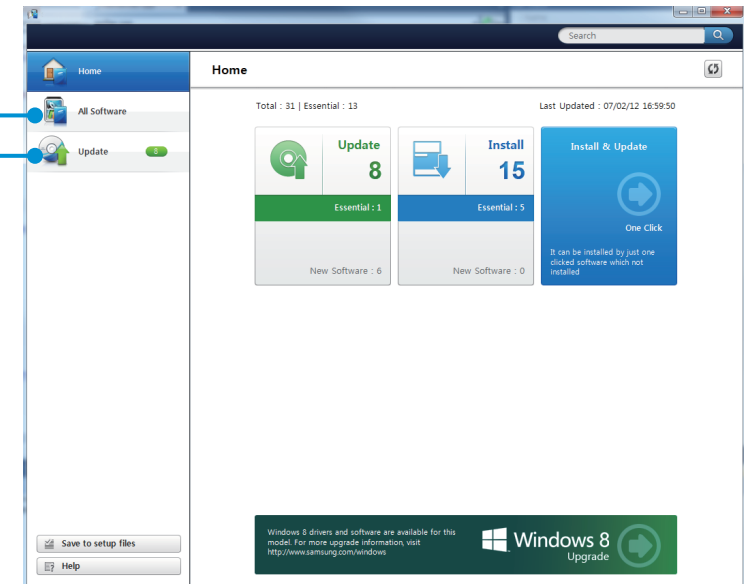 Search
Home
Home
All Software
Update 8
Total : 31 | Essential : 13
Last Updated : 07/02/12 16:59:50
Update
8
Essential : 1
New Software : 6
Install
15
Essential : 5
New Software : 0
Install & Update
One Click
It can be installed by just one
clicked software which not
installed
Save to setup files
Help
Windows 8 drivers and software are available for this
model. For more upgrade information, visit
http://www.samsung.com/windows
Windows 8
Upgrade